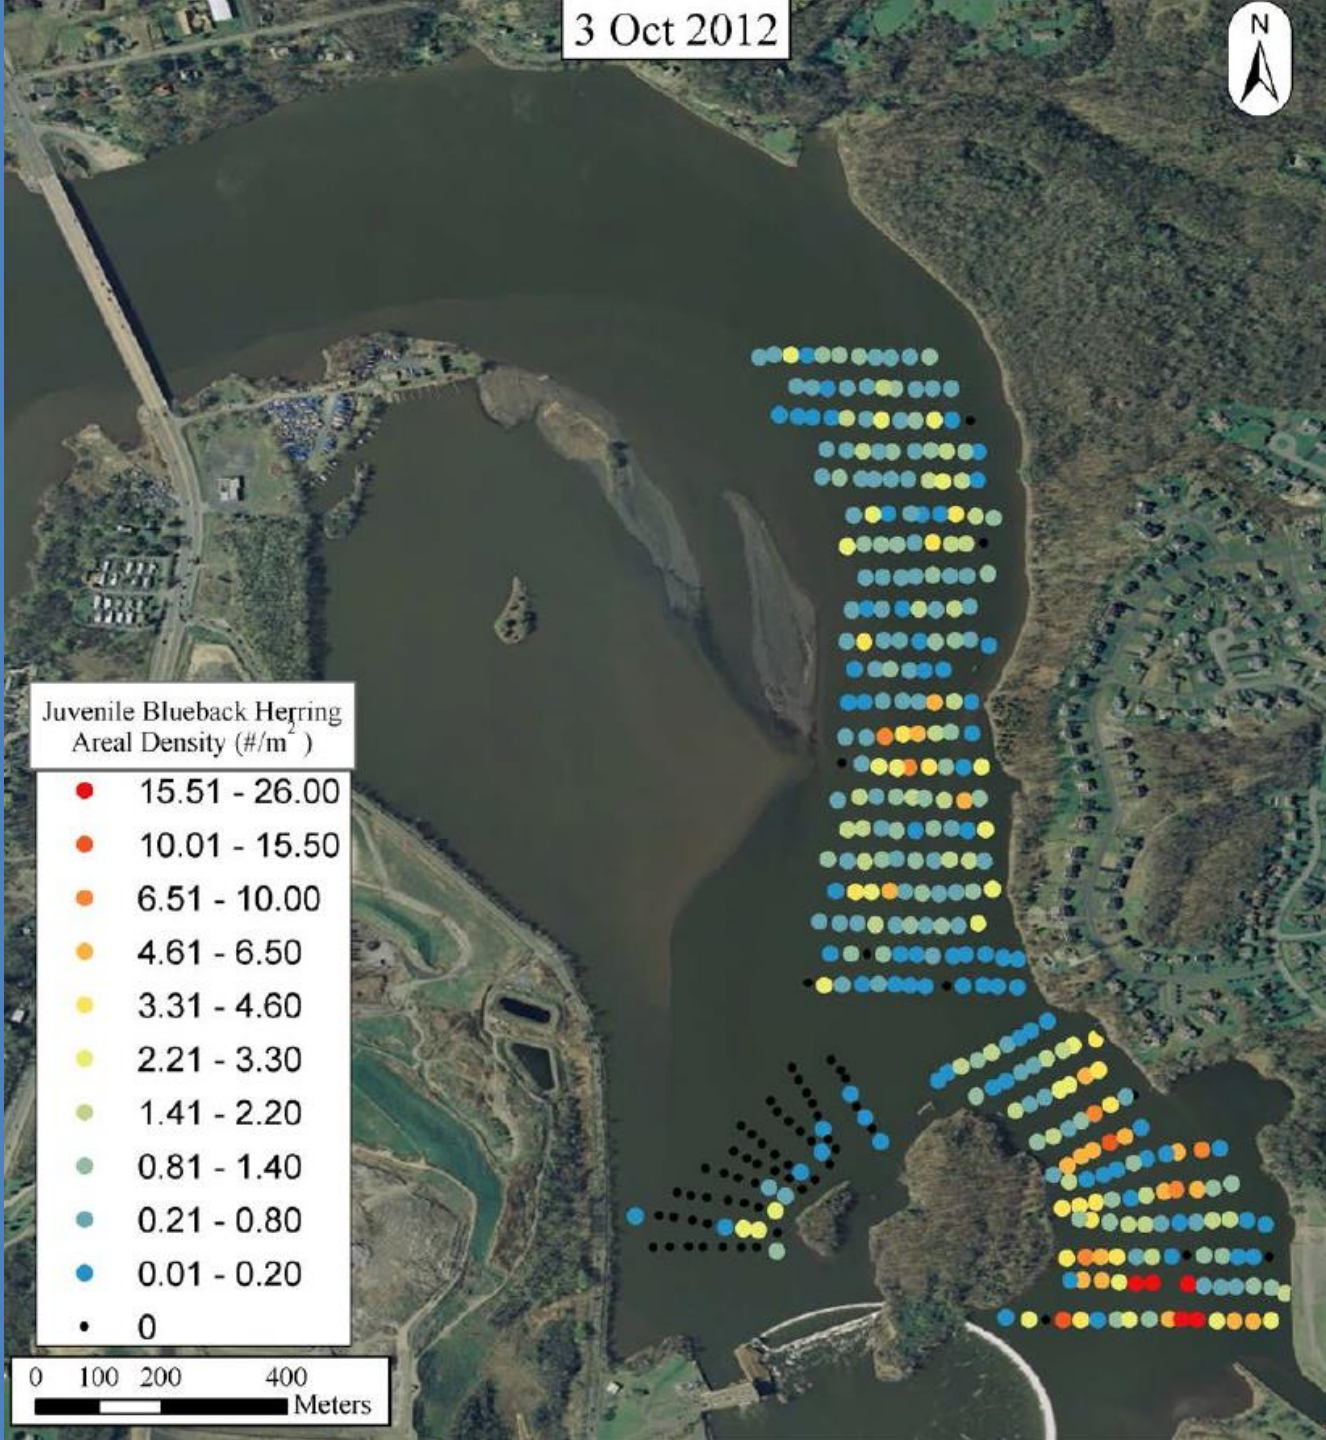 3 Oct 2012
N
Juvenile Blueback Herring
Areal Density (#/m² )
15.51 - 26.00
10.01 - 15.50
6.51 - 10.00
4.61 - 6.50
3.31 - 4.60
2.21 - 3.30
1.41 - 2.20
0.81 - 1.40
0.21 - 0.80
0.01 - 0.20
0
0 100 200 400
Meters